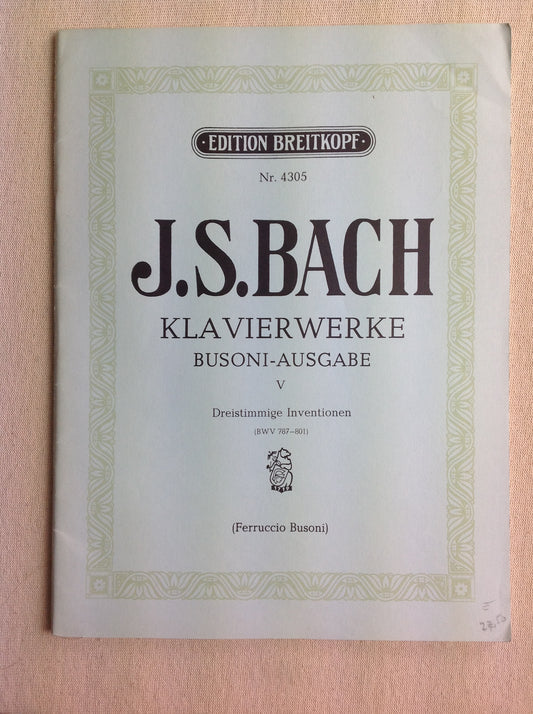 · EDITION BREITKOPF ·
Nr. 4305
J.S.BACH
KLAVIERWERKE
BUSONI-AUSGABE
V
Dreistimmige Inventionen
(BWV 787–801)
(Ferruccio Busoni)